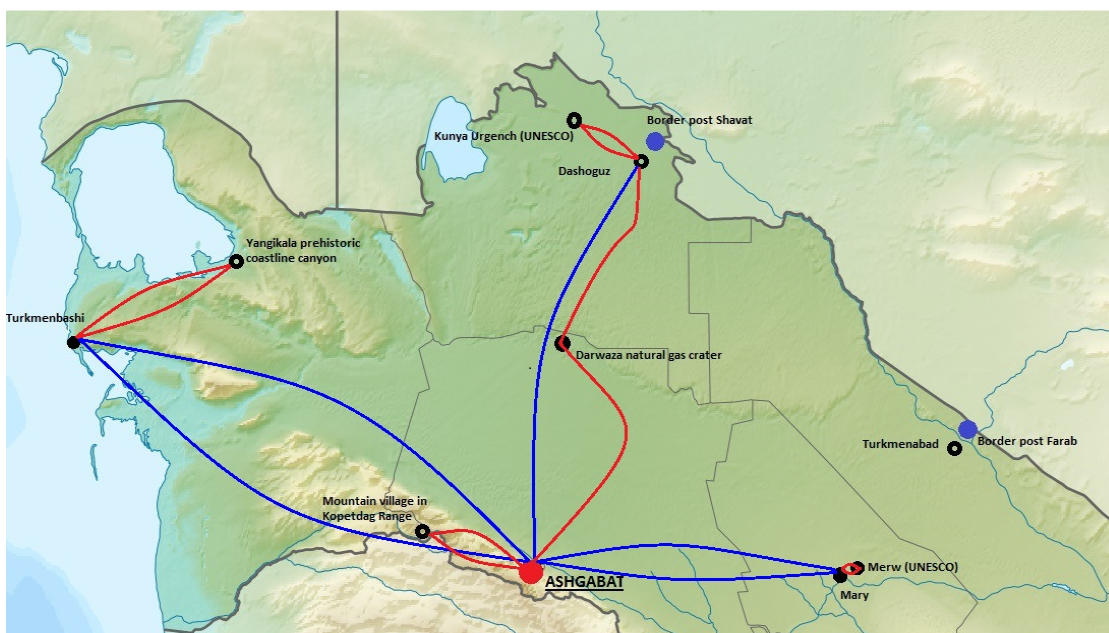 Border post Shavat
Kunya Urgench (UNESCO)
Dashoguz
Yangikala prehistoric
coastline canyon
Turkmenbashi
Darwaza natural gas crater
Turkmenabad
Border post Farab
Mountain village in
Kopetdag Range
Merw (UNESCO)
ASHGABAT
Mary